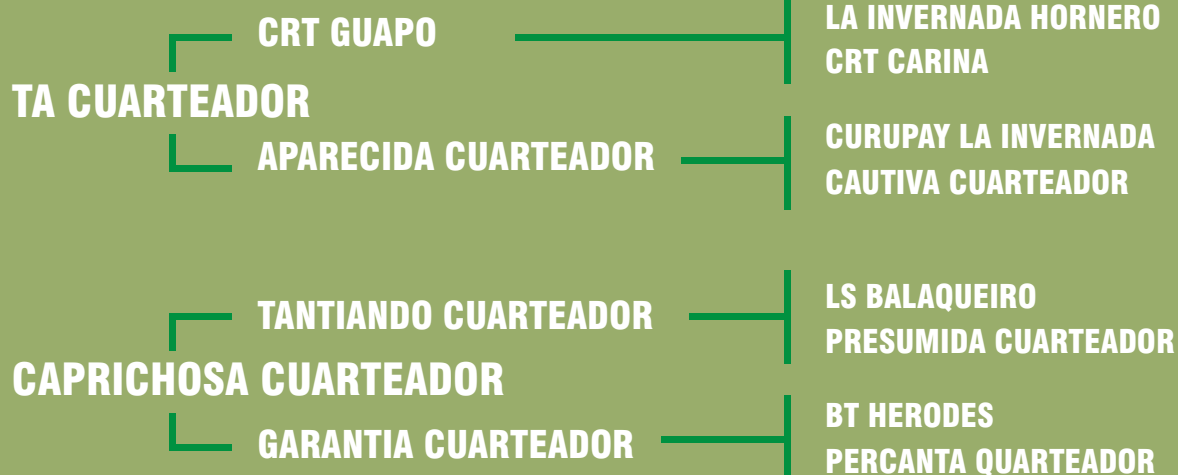 CRT GUAPO
LA INVERNADA HORNERO
CRT CARINA
TA CUARTEADOR
APARECIDA CUARTEADOR
CURUPAY LA INVERNADA
CAUTIVA CUARTEADOR
TANTIANDO CUARTEADOR
LS BALAQUEIRO
PRESUMIDA CUARTEADOR
CAPRICHOSA CUARTEADOR
GARANTIA CUARTEADOR
BT HERODES
PERCANTA QUARTEADOR